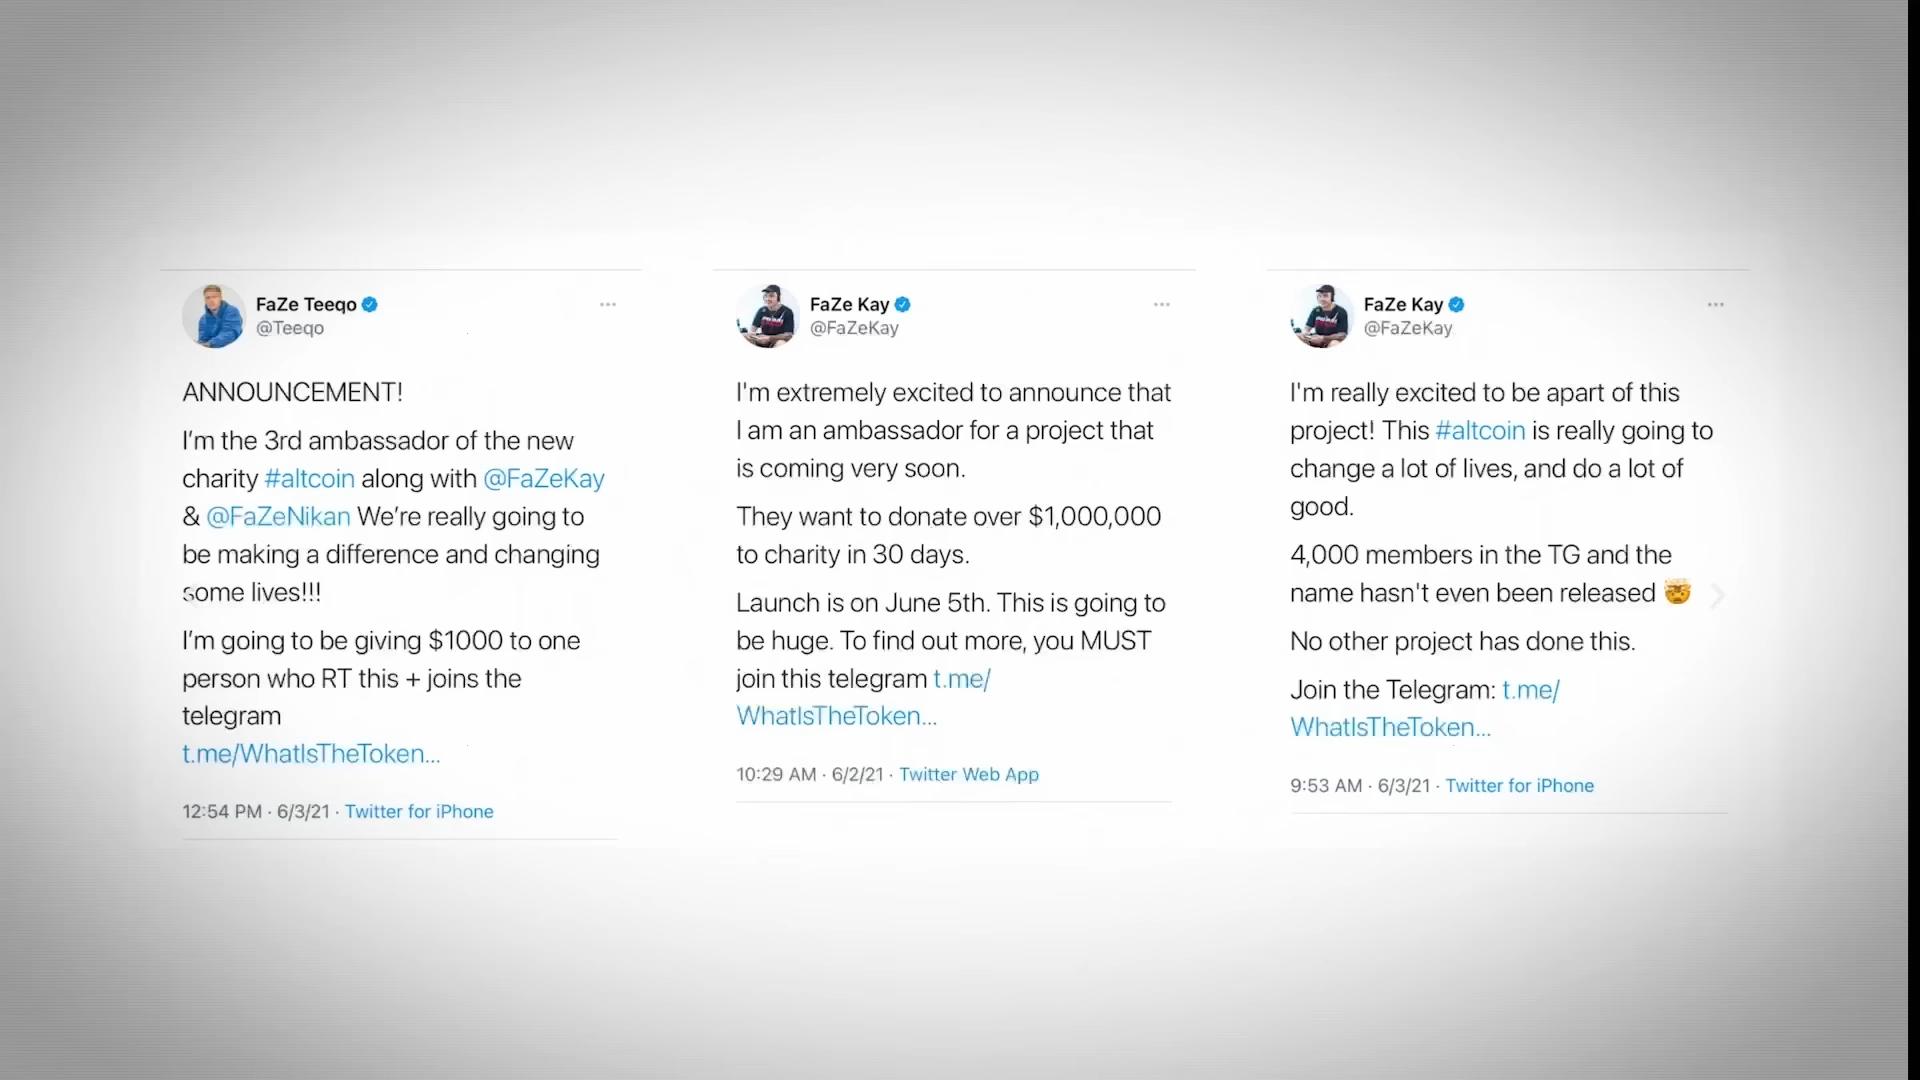 FaZe Teeqo
@Teeqo
ANNOUNCEMENT!
I'm the 3rd ambassador of the new
charity #altcoin along with @FaZeKay
& @FaZeNikan We're really going to
be making a difference and changing
some lives!!!
I'm going to be giving $1000 to one
person who RT this + joins the
telegram
t.me/WhatIsTheToken...
12:54 PM · 6/3/21 · Twitter for iPhone
FaZe Kay
@FaZeKay
I'm extremely excited to announce that
I am an ambassador for a project that
is coming very soon.
They want to donate over $1,000,000
to charity in 30 days.
Launch is on June 5th. This is going to
be huge. To find out more, you MUST
join this telegram t.me/
WhatIsTheToken...
10:29 AM · 6/2/21 · Twitter Web App
FaZe Kay
@FaZeKay
I'm really excited to be apart of this
project! This #altcoin is really going to
change a lot of lives, and do a lot of
good.
4,000 members in the TG and the
name hasn't even been released 🤯
No other project has done this.
Join the Telegram: t.me/
WhatIsTheToken...
9:53 AM · 6/3/21 · Twitter for iPhone